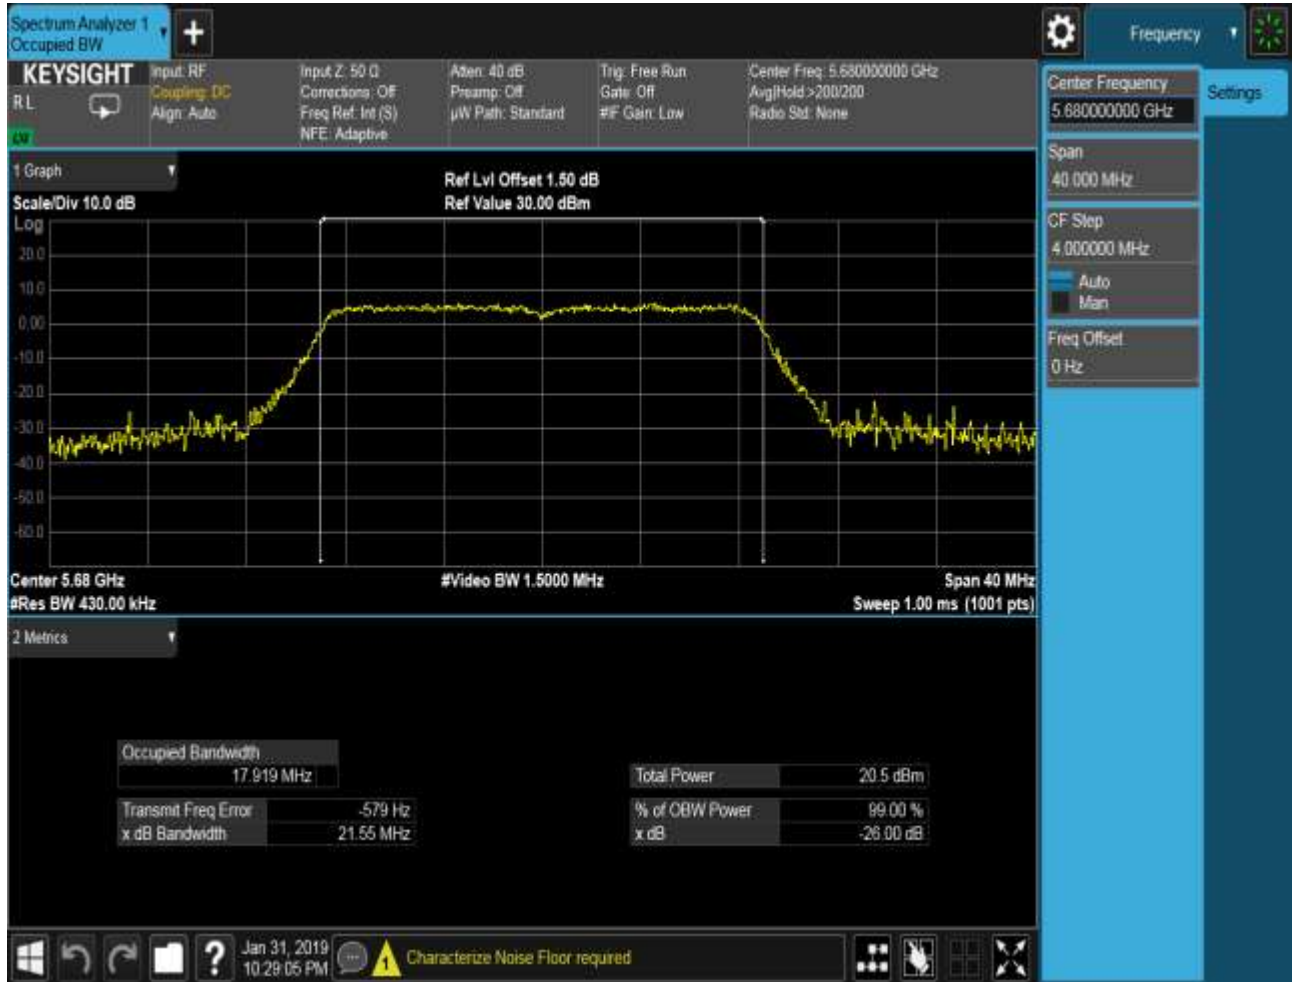 Spectrum Analyzer 1
Occupied BW
+
Frequency
KEYSIGHT
RL
Input: RF
Coupling: DC
Align: Auto
Input Z: 50 Ω
Corrections: Off
Freq Ref: Int (S)
NFE: Adaptive
Atten: 40 dB
Preamp: Off
µW Path: Standard
Trig: Free Run
Gate: Off
#IF Gain: Low
Center Freq: 5.680000000 GHz
Avg|Hold:>200/200
Radio Std: None
Center Frequency
5.680000000 GHz
Settings
Span
40.000 MHz
CF Step
4.000000 MHz
Auto
Man
Freq Offset
0 Hz
1 Graph
Scale/Div 10.0 dB
Ref Lvl Offset 1.50 dB
Ref Value 30.00 dBm
Log
20.0
10.0
0.00
-10.0
-20.0
-30.0
-40.0
-50.0
-60.0
Center 5.68 GHz
#Video BW 1.5000 MHz
Span 40 MHz
#Res BW 430.00 kHz
Sweep 1.00 ms (1001 pts)
2 Metrics
Occupied Bandwidth
17.919 MHz
Transmit Freq Error -579 Hz
x dB Bandwidth 21.55 MHz
Total Power 20.5 dBm
% of OBW Power 99.00 %
x dB -26.00 dB
?
Jan 31, 2019
10:29:05 PM
1
Characterize Noise Floor required